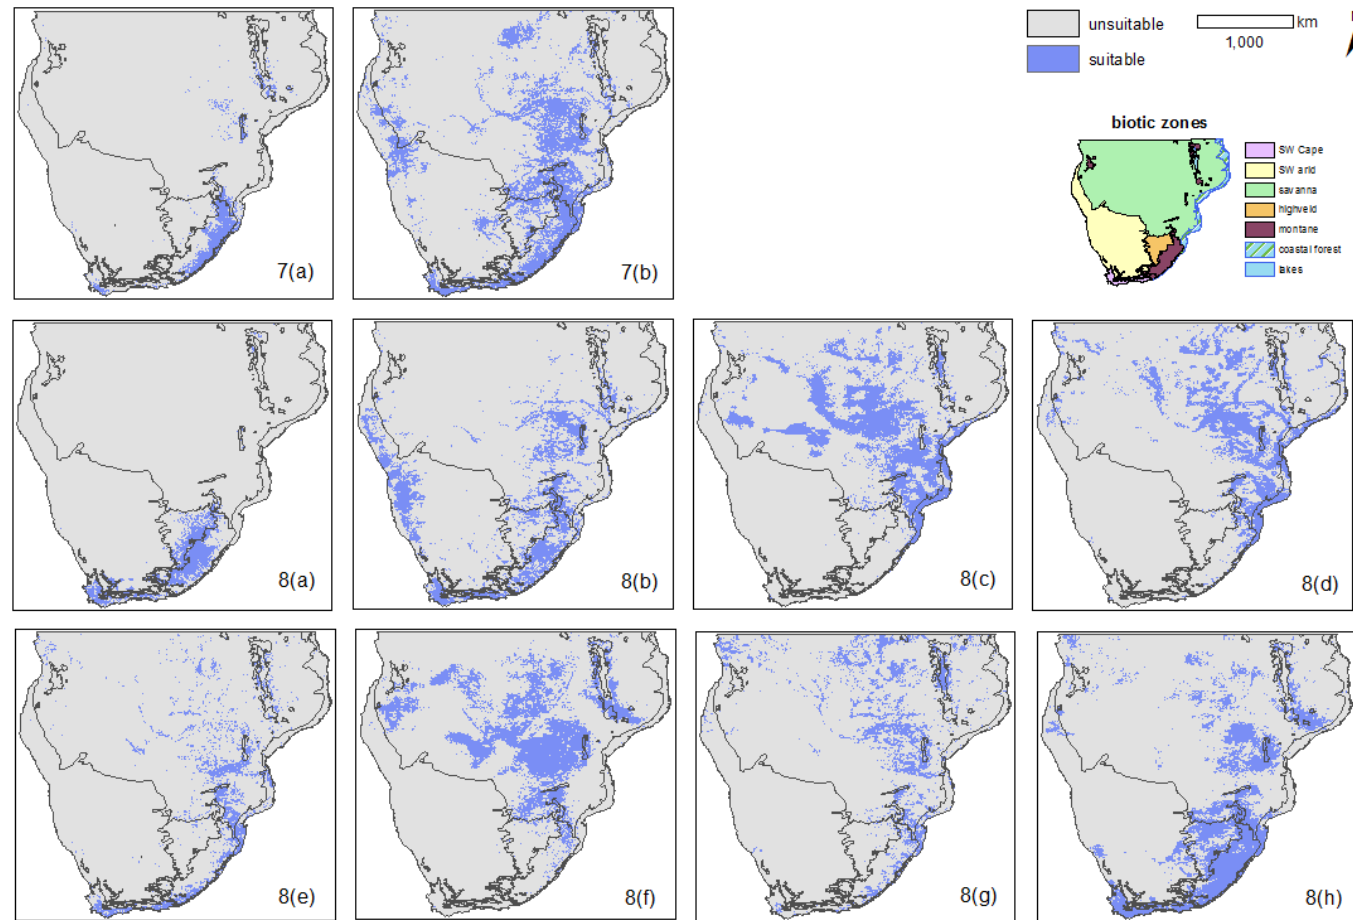 unsuitable
km
1,000
suitable
biotic zones
SW Cape
SW arid
savanna
highveld
montane
coastal forest
lakes
7(a)
7(b)
8(a)
8(b)
8(c)
8(d)
8(e)
8(f)
8(g)
8(h)